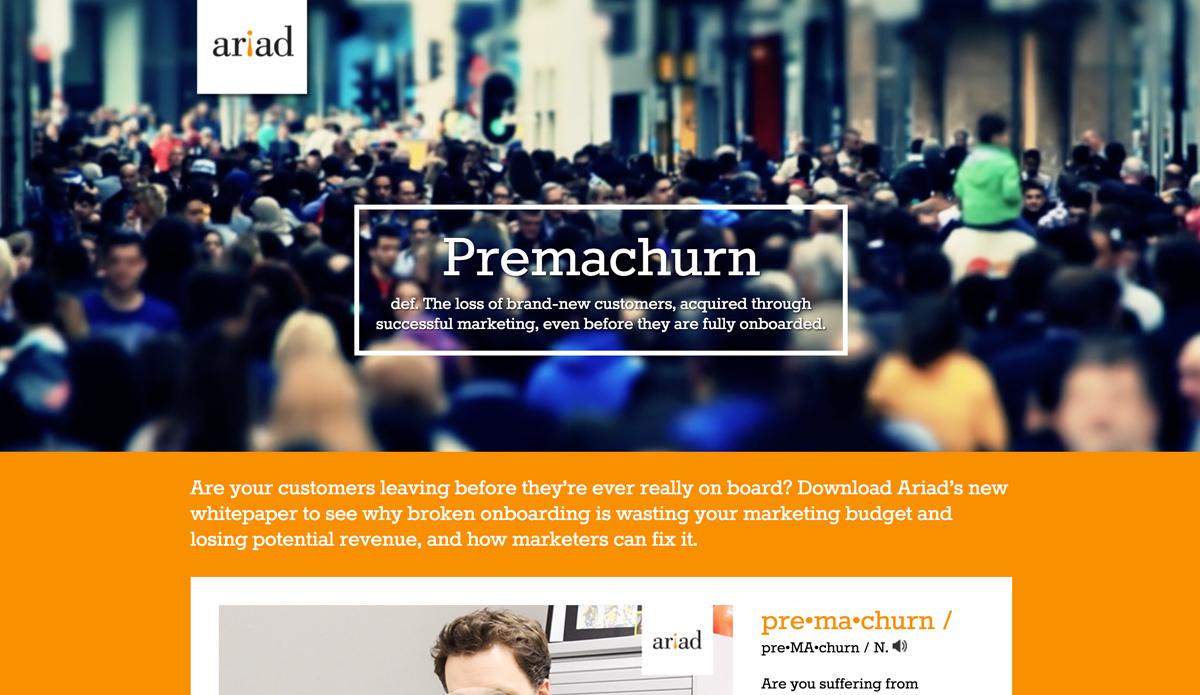 ariad
Premachurn
def. The loss of brand-new customers, acquired through
successful marketing, even before they are fully onboarded.
Are your customers leaving before they’re ever really on board? Download Ariad’s new
whitepaper to see why broken onboarding is wasting your marketing budget and
losing potential revenue, and how marketers can fix it.
ariad
pre•ma•churn /
pre•MA•churn / N.
Are you suffering from